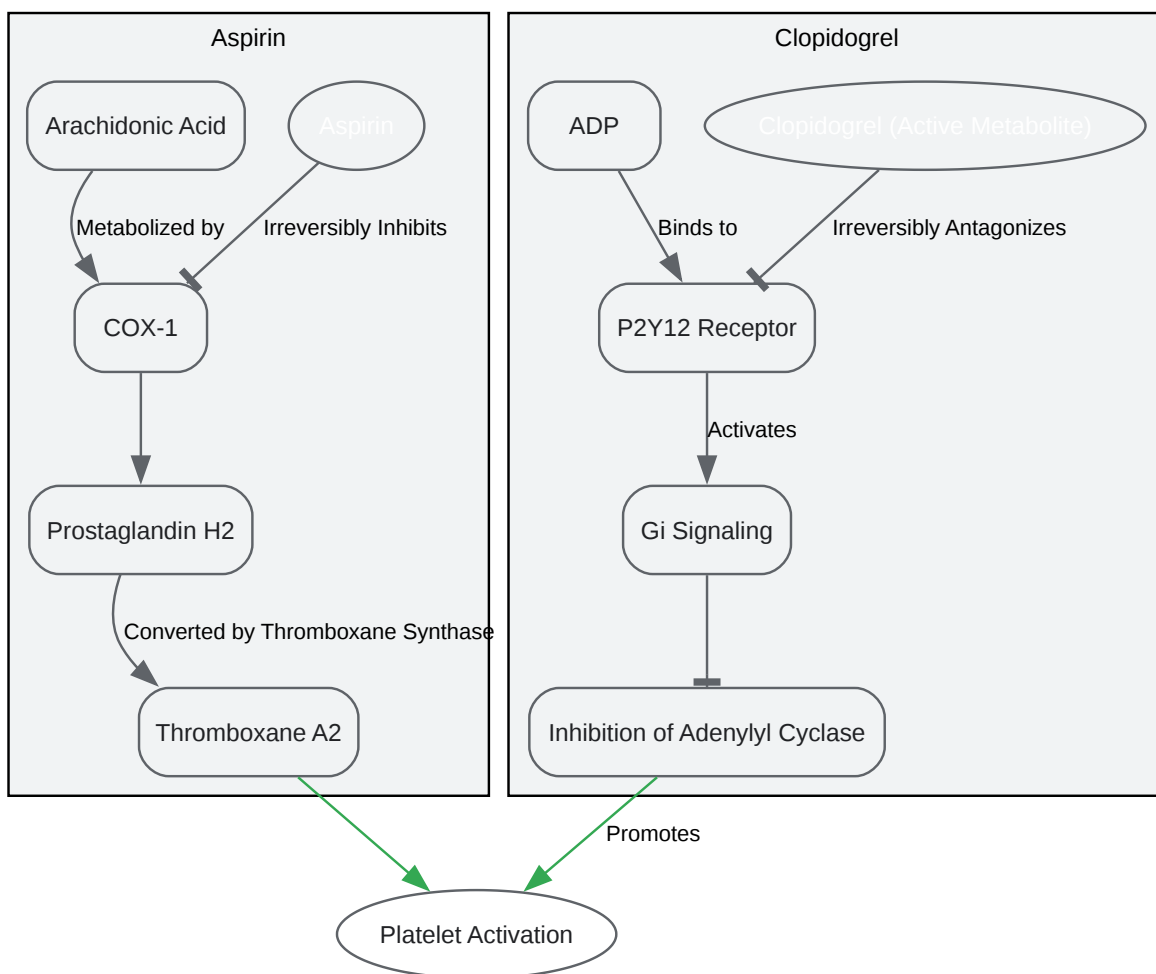 Aspirin
Clopidogrel
Arachidonic Acid
Aspirin
ADP
Clopidogrel (Active Metabolite)
Metabolized by
Irreversibly Inhibits
Binds to
Irreversibly Antagonizes
COX-1
P2Y12 Receptor
Activates
Prostaglandin H2
Gi Signaling
Converted by Thromboxane Synthase
Thromboxane A2
Inhibition of Adenylyl Cyclase
Promotes
Platelet Activation